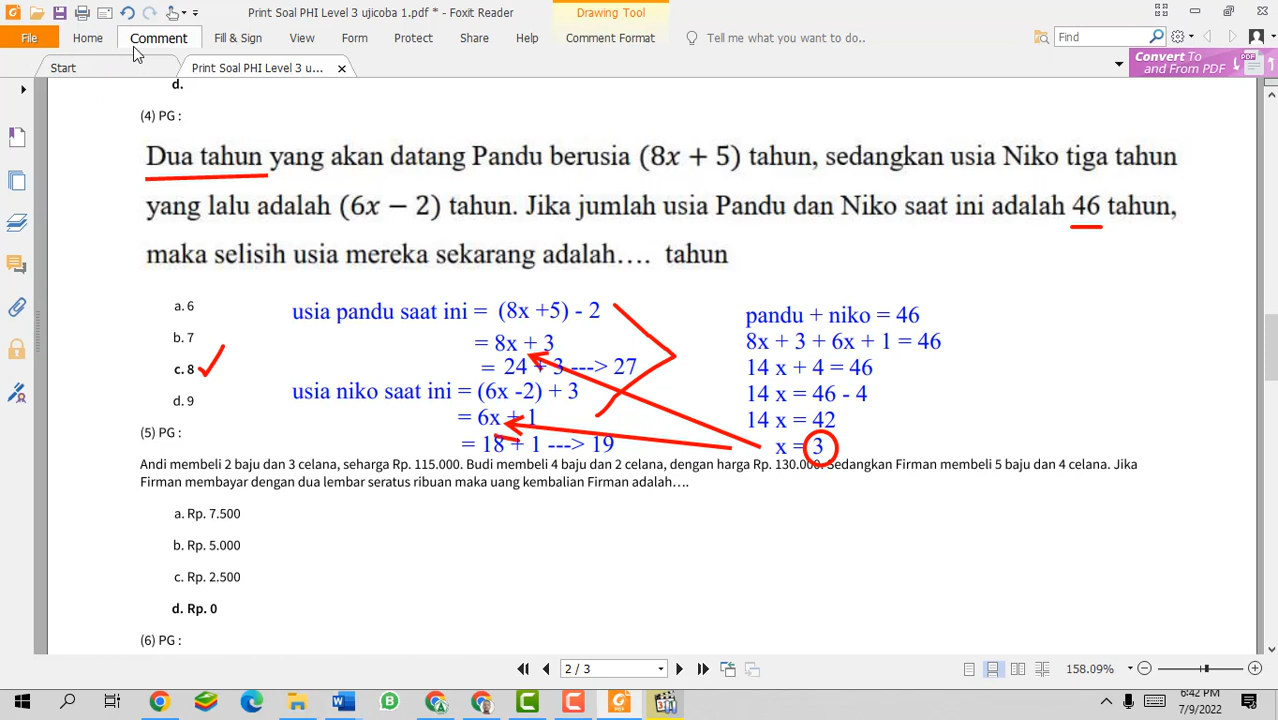 Print Soal PHI Level 3 ujicoba 1.pdf * - Foxit Reader
Drawing Tool
File Home Comment Fill & Sign View Form Protect Share Help Comment Format Tell me what you want to do.. Find
Start Print Soal PHI Level 3 u... Convert To
and From PDF
d.
(4) PG :
Dua tahun yang akan datang Pandu berusia (8x + 5) tahun, sedangkan usia Niko tiga tahun
yang lalu adalah (6x − 2) tahun. Jika jumlah usia Pandu dan Niko saat ini adalah 46 tahun,
maka selisih usia mereka sekarang adalah…. tahun
a. 6
b. 7
c. 8
d. 9
usia pandu saat ini = (8x +5) - 2
= 8x + 3
= 24 + 3 ---> 27
usia niko saat ini = (6x -2) + 3
= 6x + 1
= 18 + 1 ---> 19
pandu + niko = 46
8x + 3 + 6x + 1 = 46
14 x + 4 = 46
14 x = 46 - 4
14 x = 42
x = 3
(5) PG :
Andi membeli 2 baju dan 3 celana, seharga Rp. 115.000. Budi membeli 4 baju dan 2 celana, dengan harga Rp. 130.000. Sedangkan Firman membeli 5 baju dan 4 celana. Jika
Firman membayar dengan dua lembar seratus ribuan maka uang kembalian Firman adalah….
a. Rp. 7.500
b. Rp. 5.000
c. Rp. 2.500
d. Rp. 0
(6) PG :
2 / 3 158.09%
6:42 PM
7/9/2022